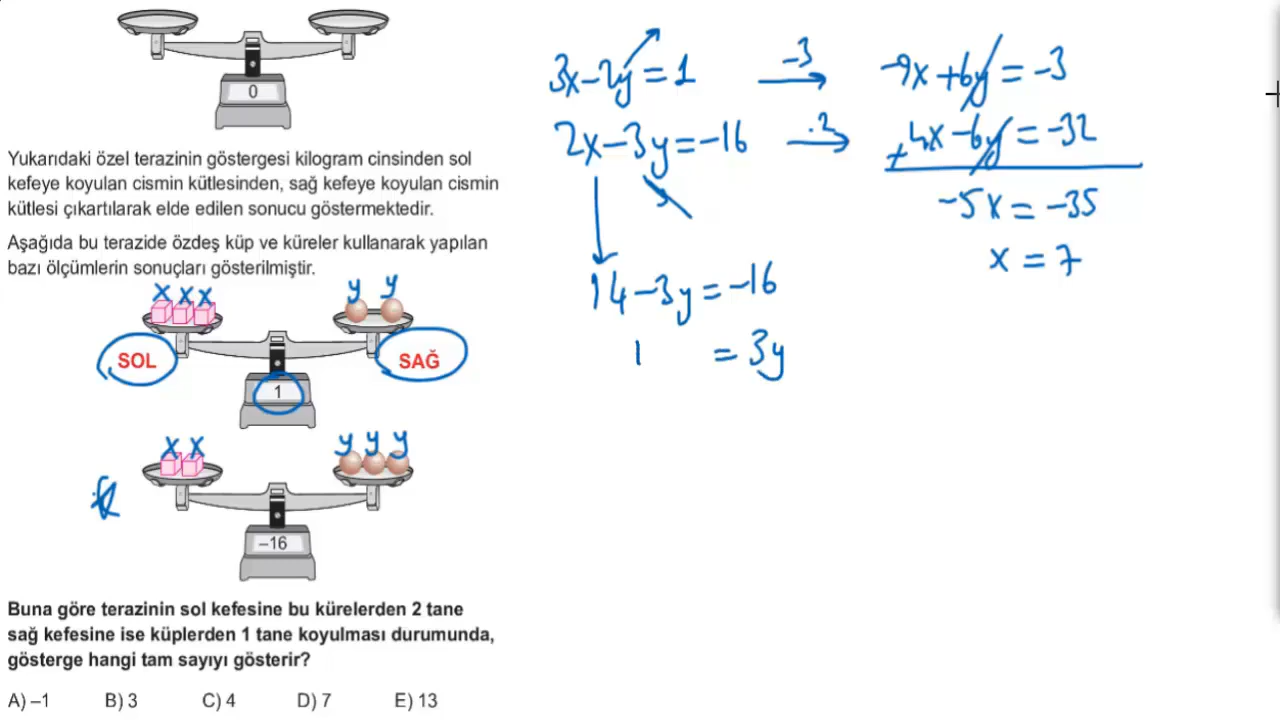 0
Yukarıdaki özel terazinin göstergesi kilogram cinsinden sol
kefeye koyulan cismin kütlesinden, sağ kefeye koyulan cismin
kütlesi çıkartılarak elde edilen sonucu göstermektedir.
Aşağıda bu terazide özdeş küp ve küreler kullanarak yapılan
bazı ölçümlerin sonuçları gösterilmiştir.
x x x y y
SOL SAĞ
1
x x y y y
–16
Buna göre terazinin sol kefesine bu kürelerden 2 tane
sağ kefesine ise küplerden 1 tane koyulması durumunda,
gösterge hangi tam sayıyı gösterir?
A) –1 B) 3 C) 4 D) 7 E) 13
3x-2y=1 -3 -9x+6y=-3
2x-3y=-16 .2 +4x-6y=-32
-5x=-35
x=7
14-3y=-16
1 =3y